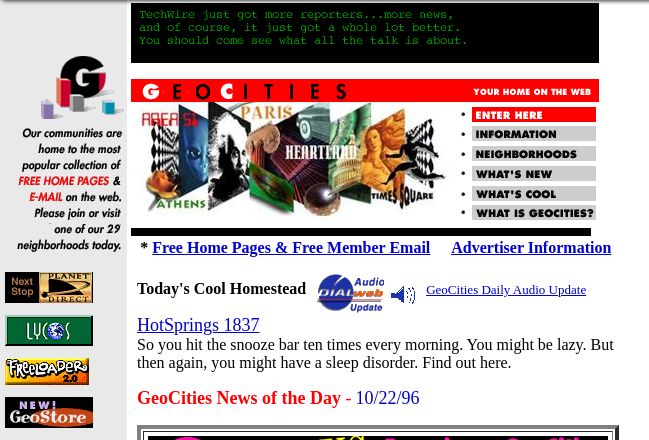 TechWire just got more reporters...more news,
and of course, it just got a whole lot better.
You should come see what all the talk is about.
G
GEOCITIES
YOUR HOME ON THE WEB
AREA 51
PARIS
HEARTLAND
ATHENS
TIMES SQUARE
• ENTER HERE
• INFORMATION
• NEIGHBORHOODS
• WHAT'S NEW
• WHAT'S COOL
• WHAT IS GEOCITIES?
Our communities are
home to the most
popular collection of
FREE HOME PAGES &
E-MAIL on the web.
Please join or visit
one of our 29
neighborhoods today.
Next Stop PLANET DIRECT
LYCOS
FREELOADER 2.0
NEW! GeoStore
* Free Home Pages & Free Member Email Advertiser Information
Today's Cool Homestead
Audio
DIALweb
Update
GeoCities Daily Audio Update
HotSprings 1837
So you hit the snooze bar ten times every morning. You might be lazy. But
then again, you might have a sleep disorder. Find out here.
GeoCities News of the Day - 10/22/96